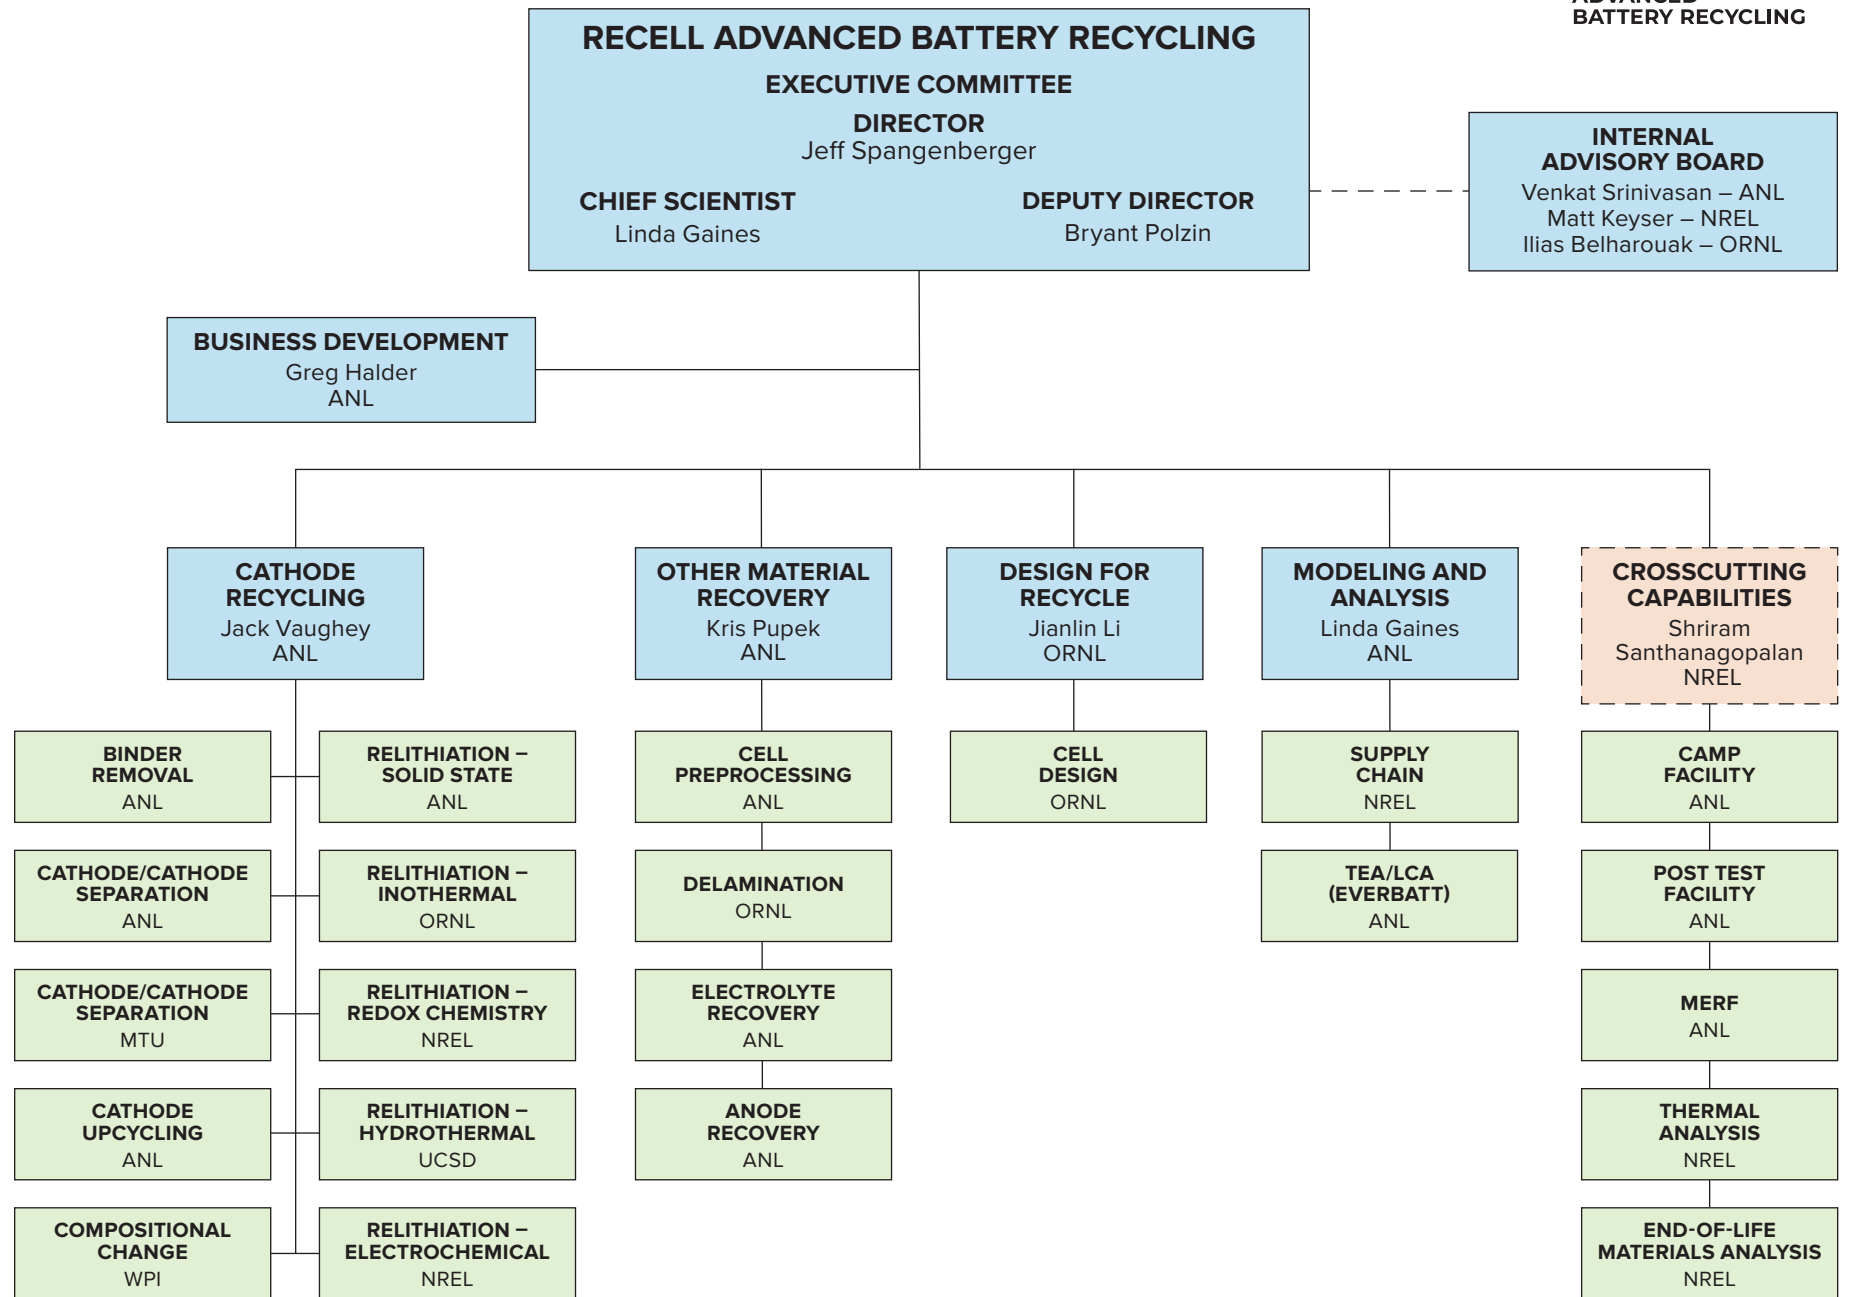 ADVANCED
BATTERY RECYCLING
RECELL ADVANCED BATTERY RECYCLING
EXECUTIVE COMMITTEE
DIRECTOR
Jeff Spangenberger
CHIEF SCIENTIST
Linda Gaines
DEPUTY DIRECTOR
Bryant Polzin
INTERNAL
ADVISORY BOARD
Venkat Srinivasan – ANL
Matt Keyser – NREL
Ilias Belharouak – ORNL
BUSINESS DEVELOPMENT
Greg Halder
ANL
CATHODE
RECYCLING
Jack Vaughey
ANL
OTHER MATERIAL
RECOVERY
Kris Pupek
ANL
DESIGN FOR
RECYCLE
Jianlin Li
ORNL
MODELING AND
ANALYSIS
Linda Gaines
ANL
CROSSCUTTING
CAPABILITIES
Shriram
Santhanagopalan
NREL
BINDER
REMOVAL
ANL
RELITHIATION –
SOLID STATE
ANL
CELL
PREPROCESSING
ANL
CELL
DESIGN
ORNL
SUPPLY
CHAIN
NREL
CAMP
FACILITY
ANL
CATHODE/CATHODE
SEPARATION
ANL
RELITHIATION –
INOTHERMAL
ORNL
DELAMINATION
ORNL
TEA/LCA
(EVERBATT)
ANL
POST TEST
FACILITY
ANL
CATHODE/CATHODE
SEPARATION
MTU
RELITHIATION –
REDOX CHEMISTRY
NREL
ELECTROLYTE
RECOVERY
ANL
MERF
ANL
CATHODE
UPCYCLING
ANL
RELITHIATION –
HYDROTHERMAL
UCSD
ANODE
RECOVERY
ANL
THERMAL
ANALYSIS
NREL
COMPOSITIONAL
CHANGE
WPI
RELITHIATION –
ELECTROCHEMICAL
NREL
END-OF-LIFE
MATERIALS ANALYSIS
NREL